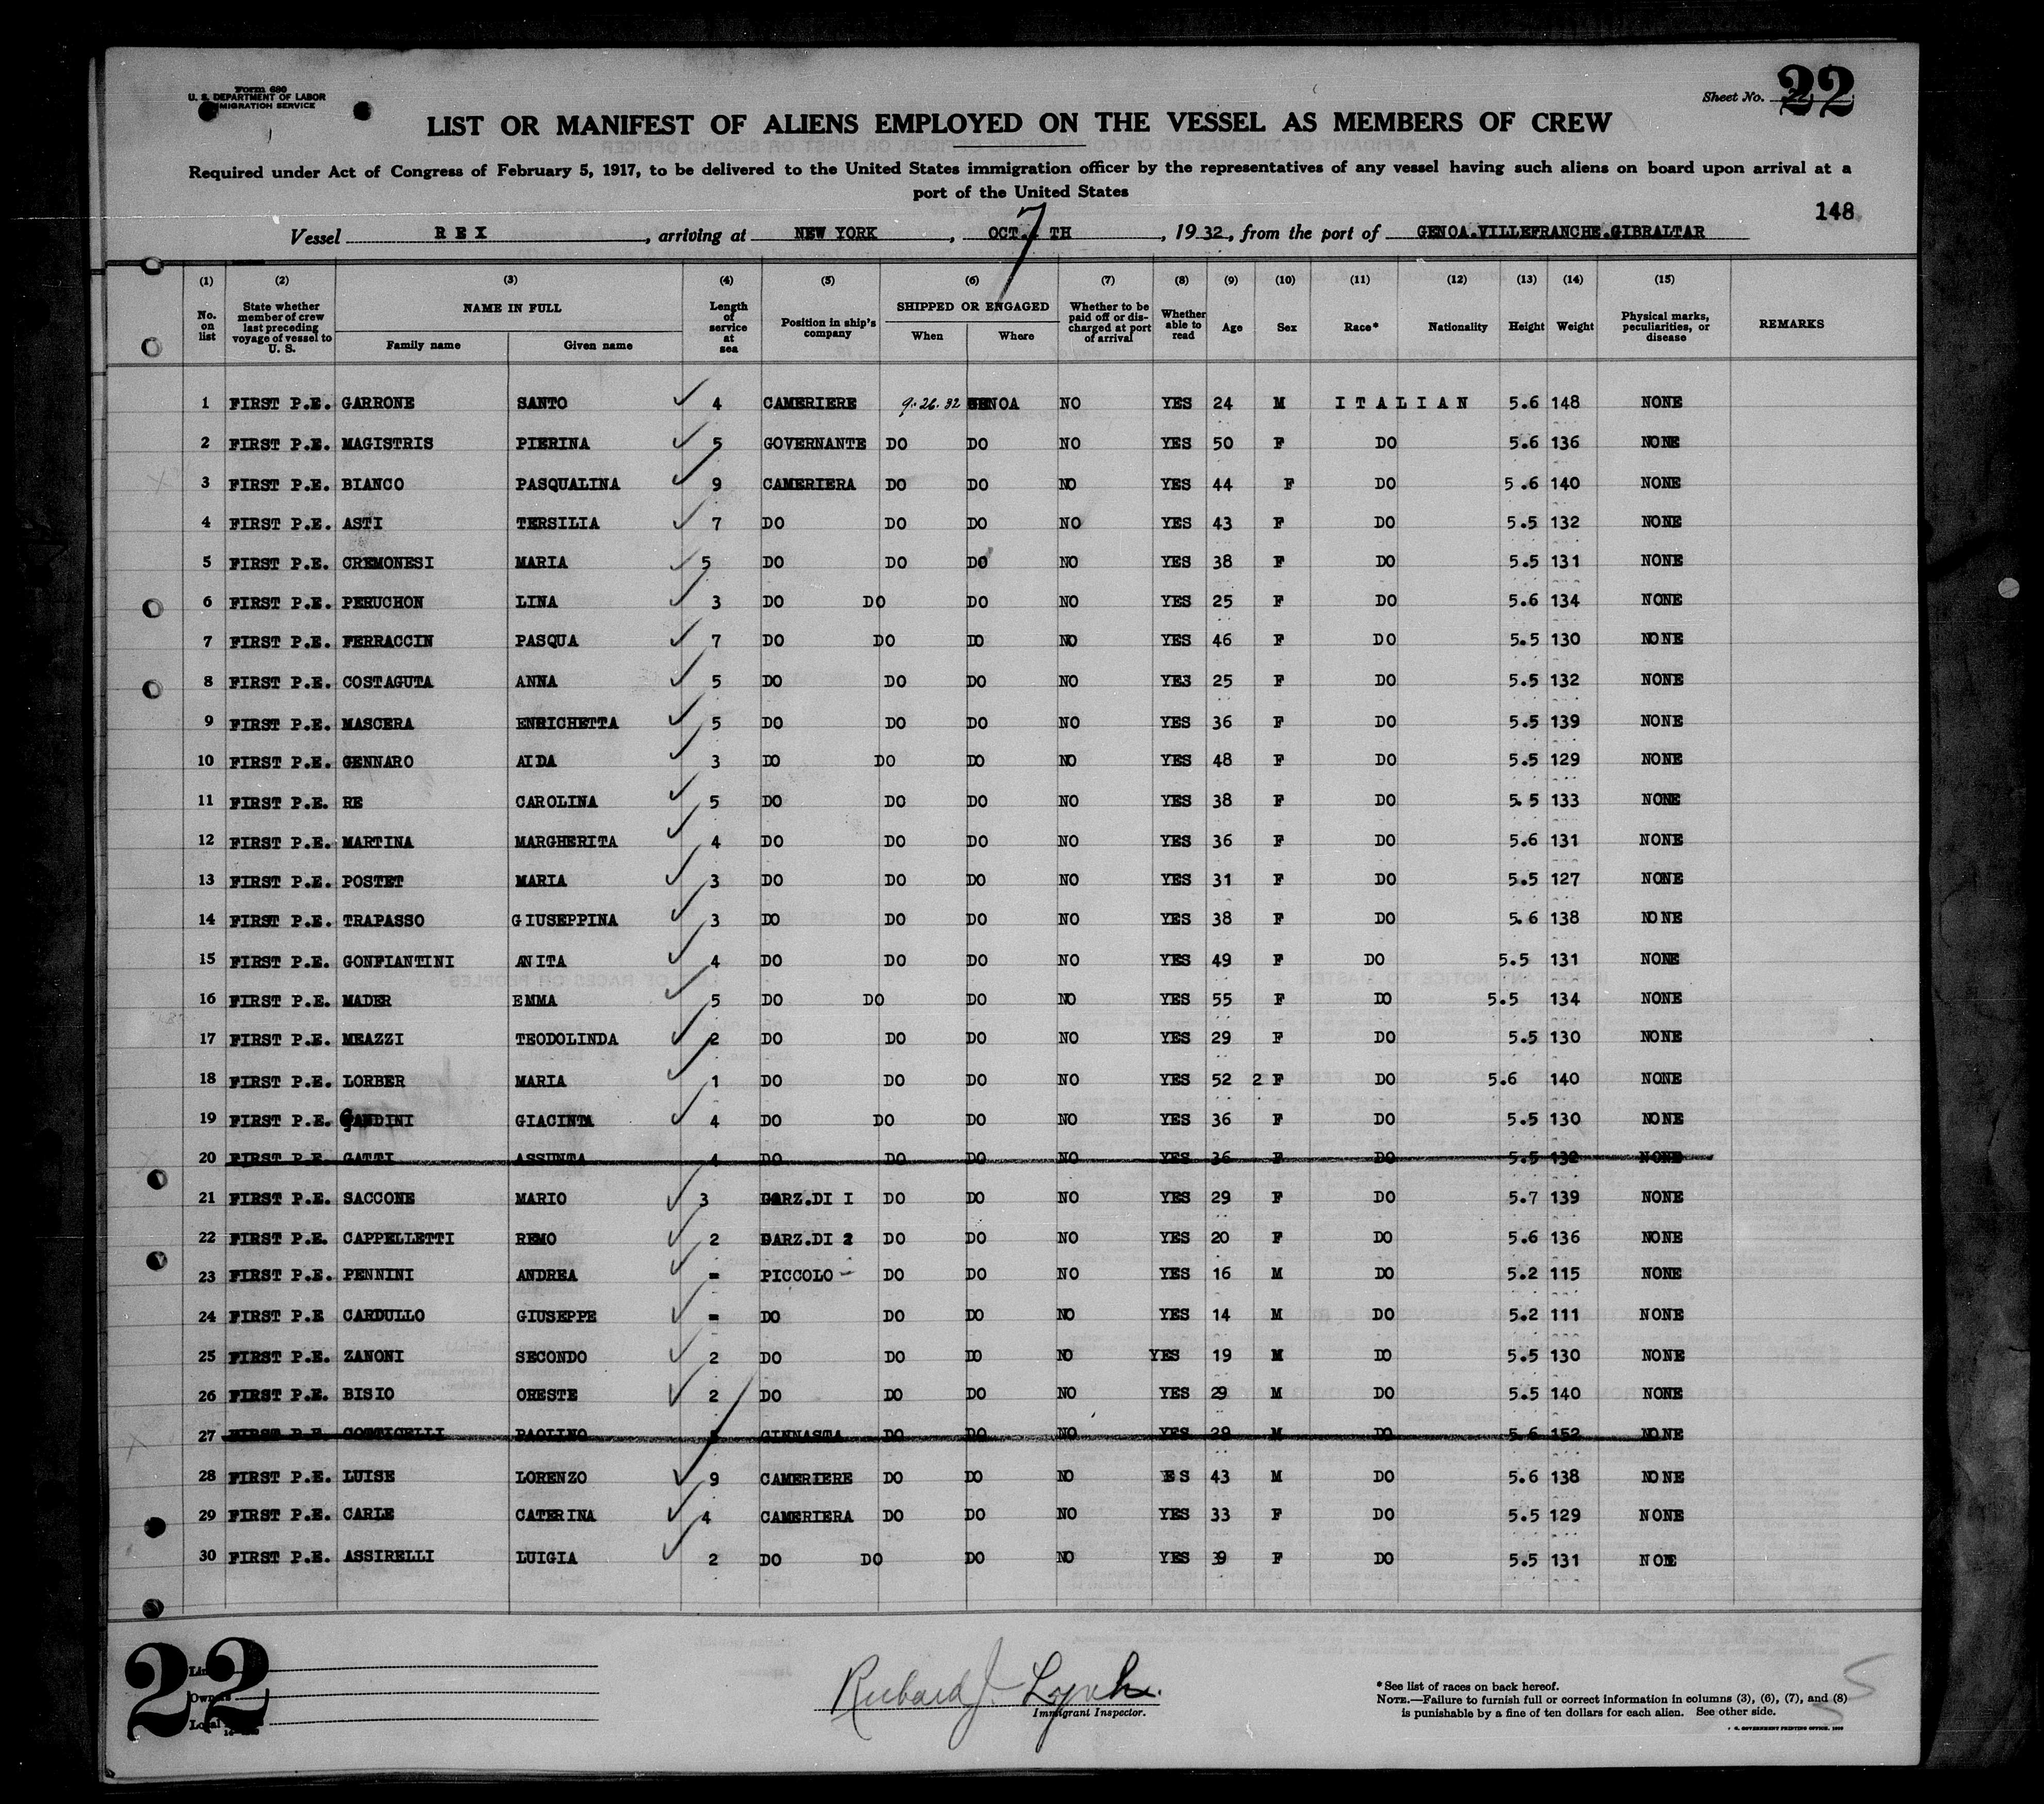 Form 680
U. S. DEPARTMENT OF LABOR
IMMIGRATION SERVICE
Sheet No. 22
LIST OR MANIFEST OF ALIENS EMPLOYED ON THE VESSEL AS MEMBERS OF CREW
Required under Act of Congress of February 5, 1917, to be delivered to the United States immigration officer by the representatives of any vessel having such aliens on board upon arrival at a
port of the United States
148
Vessel REX, arriving at NEW YORK, OCT. 7 TH, 1932, from the port of GENOA.VILLEFRANCHE.GIBRALTAR
(1) (2) (3) (4) (5) (6) (7) (8) (9) (10) (11) (12) (13) (14) (15)
No. on list State whether member of crew last preceding voyage of vessel to U. S. NAME IN FULL Family name Given name Length of service at sea Position in ship's company SHIPPED OR ENGAGED When Where Whether to be paid off or discharged at port of arrival Whether able to read Age Sex Race* Nationality Height Weight Physical marks, peculiarities, or disease REMARKS
1 FIRST P.E. GARRONE SANTO ✓ 4 CAMERIERE 9.26.32 GENOA NO YES 24 M ITALIAN 5.6 148 NONE
2 FIRST P.E. MAGISTRIS PIERINA ✓ 5 GOVERNANTE DO DO NO YES 50 F DO 5.6 136 NONE
3 FIRST P.E. BIANCO PASQUALINA ✓ 9 CAMERIERA DO DO NO YES 44 F DO 5.6 140 NONE
4 FIRST P.E. ASTI TERSILIA ✓ 7 DO DO DO NO YES 43 F DO 5.5 132 NONE
5 FIRST P.E. CREMONESI MARIA ✓ 5 DO DO DO NO YES 38 F DO 5.5 131 NONE
6 FIRST P.E. PERUCHON LINA ✓ 3 DO DO DO NO YES 25 F DO 5.6 134 NONE
7 FIRST P.E. FERRACCIN PASQUA ✓ 7 DO DO DO NO YES 46 F DO 5.5 130 NONE
8 FIRST P.E. COSTAGUTA ANNA ✓ 5 DO DO DO NO YES 25 F DO 5.5 132 NONE
9 FIRST P.E. MASCERA ENRICHETTA ✓ 5 DO DO DO NO YES 36 F DO 5.5 139 NONE
10 FIRST P.E. GENNARO AIDA ✓ 3 DO DO DO NO YES 48 F DO 5.5 129 NONE
11 FIRST P.E. RE CAROLINA ✓ 5 DO DO DO NO YES 38 F DO 5.5 133 NONE
12 FIRST P.E. MARTINA MARGHERITA ✓ 4 DO DO DO NO YES 36 F DO 5.6 131 NONE
13 FIRST P.E. POSTET MARIA ✓ 3 DO DO DO NO YES 31 F DO 5.5 127 NONE
14 FIRST P.E. TRAPASSO GIUSEPPINA ✓ 3 DO DO DO NO YES 38 F DO 5.6 138 NONE
15 FIRST P.E. GONFIANTINI ANITA ✓ 4 DO DO DO NO YES 49 F DO 5.5 131 NONE
16 FIRST P.E. MADER EMMA ✓ 5 DO DO DO NO YES 55 F DO 5.5 134 NONE
17 FIRST P.E. MEAZZI TEODOLINDA ✓ 2 DO DO DO NO YES 29 F DO 5.5 130 NONE
18 FIRST P.E. LORBER MARIA ✓ 1 DO DO DO NO YES 52 2 F DO 5.6 140 NONE
19 FIRST P.E. GANDINI GIACINTA ✓ 4 DO DO DO NO YES 36 F DO 5.5 130 NONE
20 FIRST P.E. GATTI ASSUNTA 4 DO DO DO NO YES 36 F DO 5.5 132 NONE
21 FIRST P.E. SACCONE MARIO ✓ 3 GARZ.DI I DO DO NO YES 29 F DO 5.7 139 NONE
22 FIRST P.E. CAPPELLETTI REMO ✓ 2 GARZ.DI 2 DO DO NO YES 20 F DO 5.6 136 NONE
23 FIRST P.E. PENNINI ANDREA ✓ = PICCOLO - DO DO NO YES 16 M DO 5.2 115 NONE
24 FIRST P.E CARDULLO GIUSEPPE ✓ = DO DO DO NO YES 14 M DO 5.2 111 NONE
25 FIRST P.E. ZANONI SECONDO ✓ 2 DO DO DO NO YES 19 M DO 5.5 130 NONE
26 FIRST P.E. BISIO ORESTE ✓ 2 DO DO DO NO YES 29 M DO 5.5 140 NONE
27 FIRST P.E. CONTICELLI PAOLINO GINNASTA DO DO NO YES 29 M DO 5.6 152 NONE
28 FIRST P.E. LUISE LORENZO ✓ 9 CAMERIERE DO DO NO ES 43 M DO 5.6 138 NONE
29 FIRST P.E. CARLE CATERINA ✓ 4 CAMERIERA DO DO NO YES 33 F DO 5.5 129 NONE
30 FIRST P.E. ASSIRELLI LUIGIA ✓ 2 DO DO DO NO YES 39 F DO 5.5 131 NONE
22
Owners
Local
Richard J. Lynch.
Immigrant Inspector.
*See list of races on back hereof.
NOTE.—Failure to furnish full or correct information in columns (3), (6), (7), and (8)
is punishable by a fine of ten dollars for each alien. See other side.